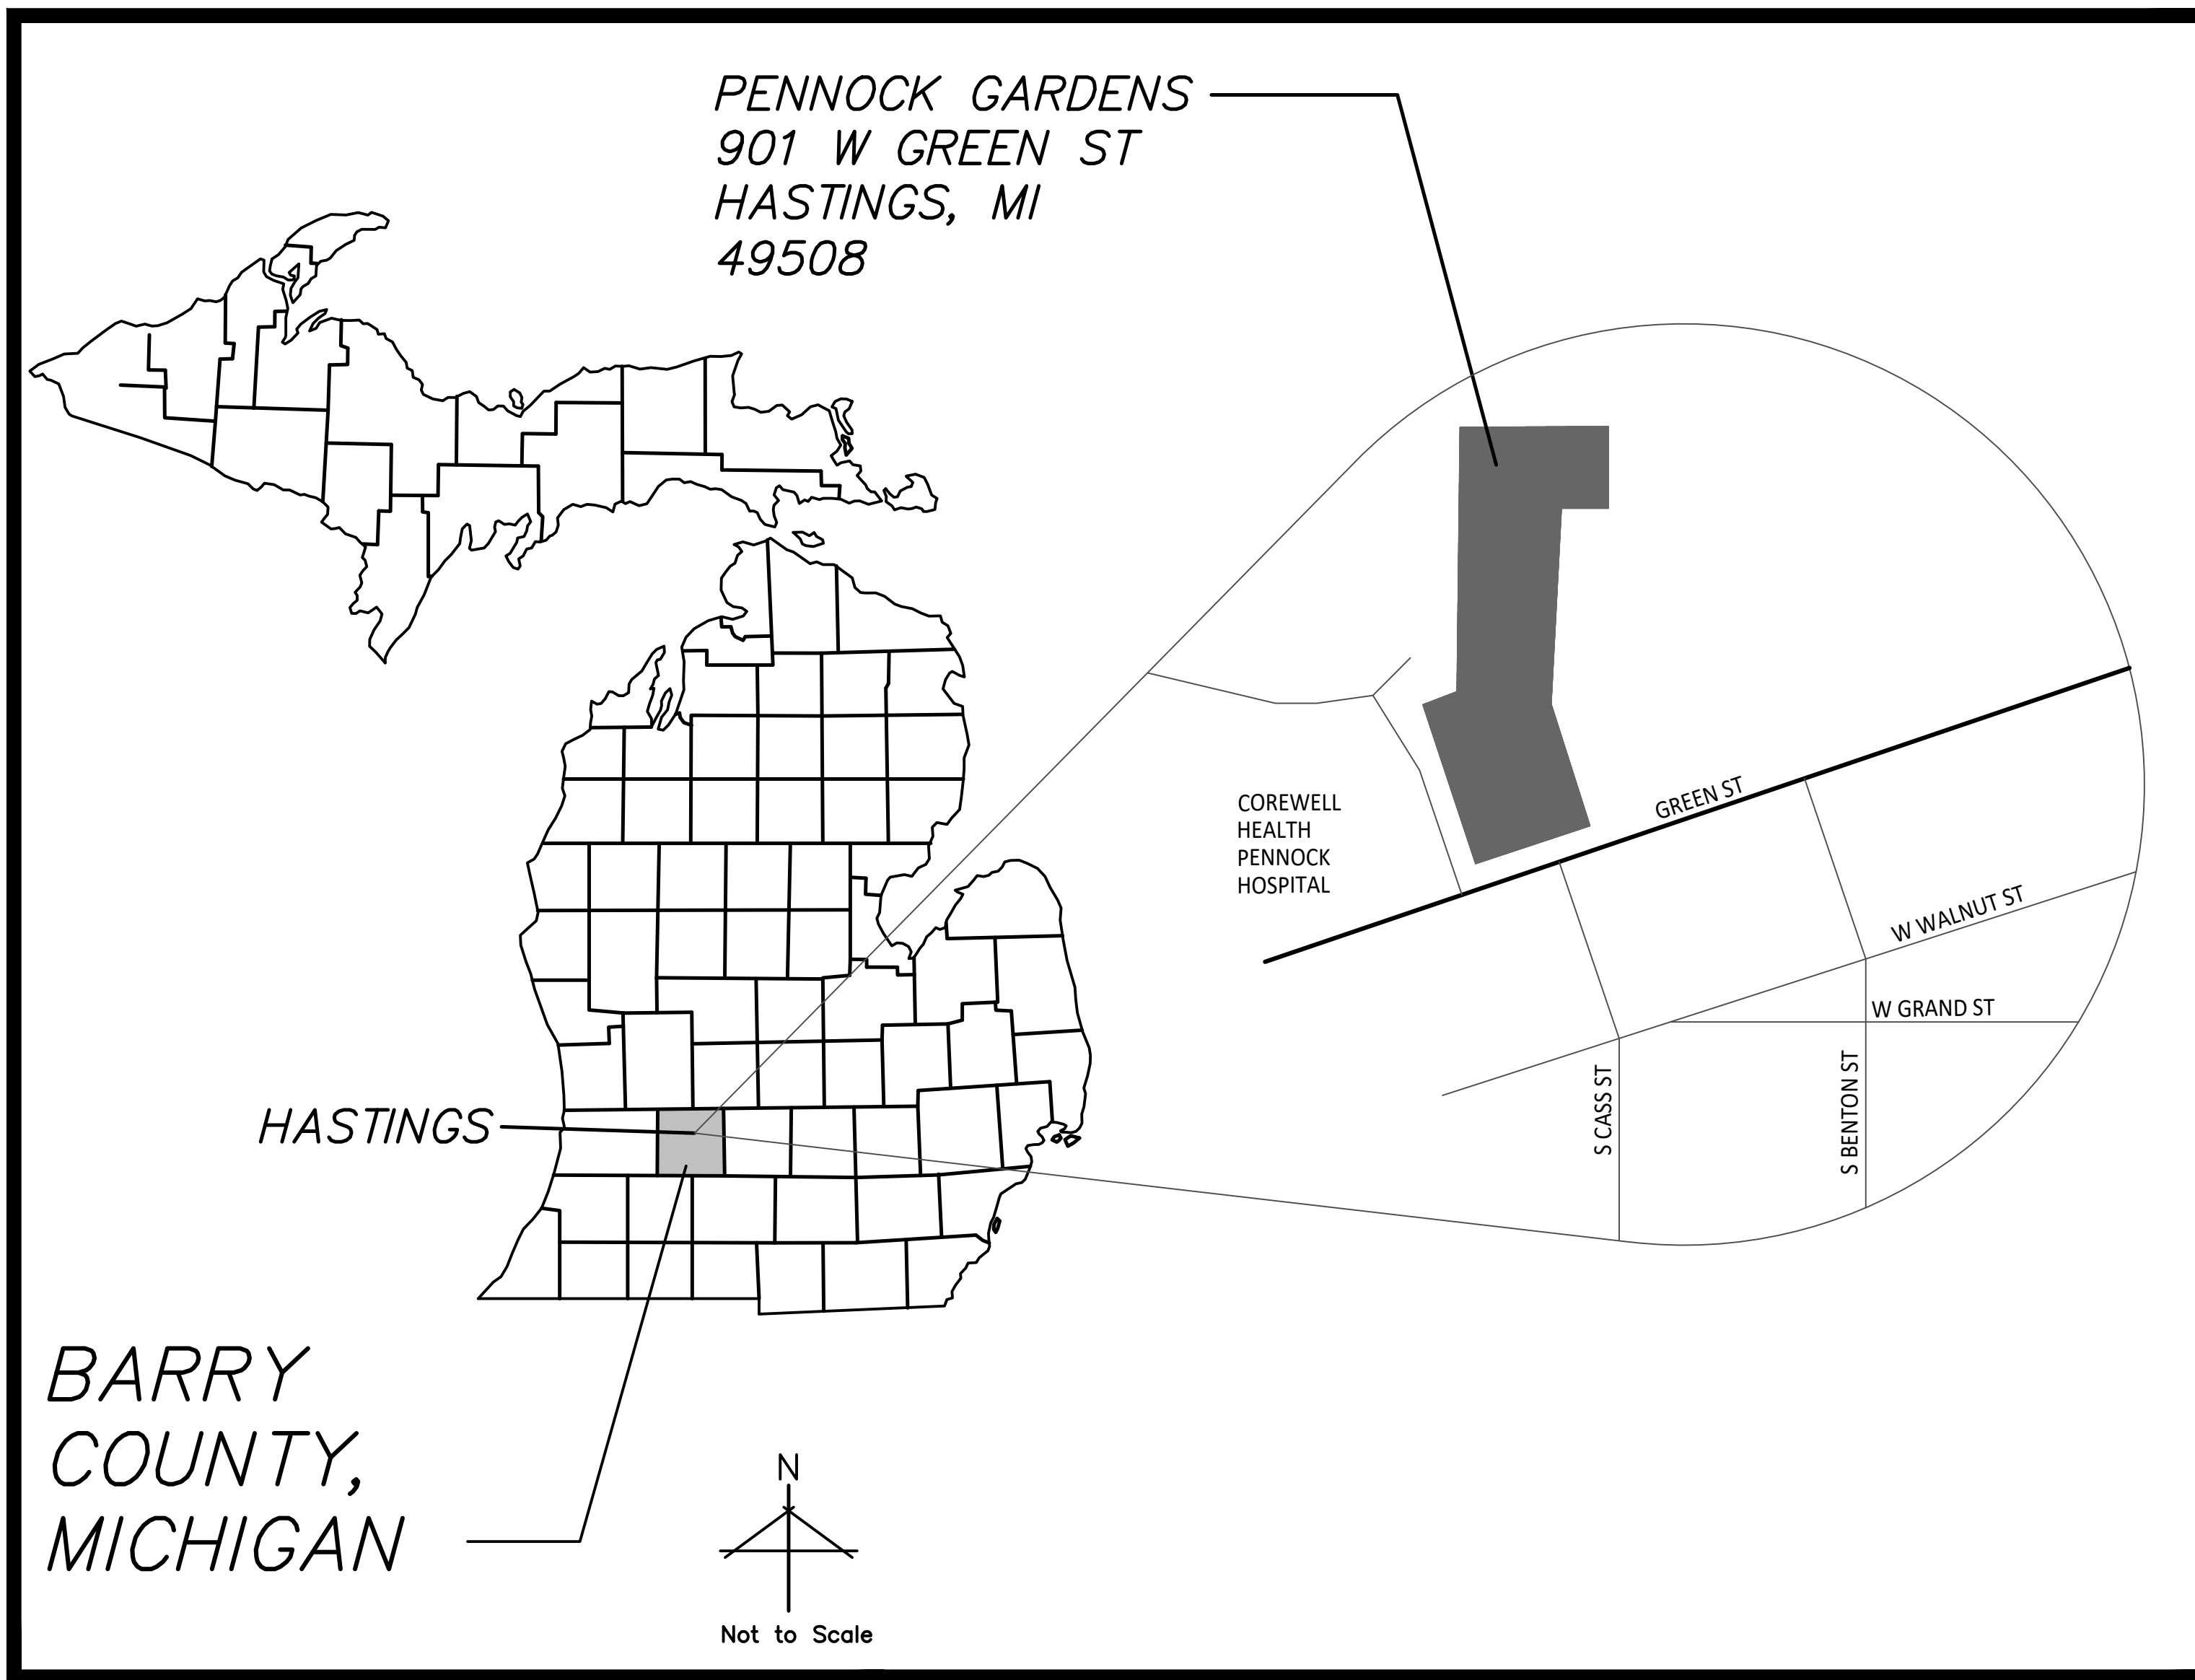 PENNOCK GARDENS
901 W GREEN ST
HASTINGS, MI
49508
COREWELL
HEALTH
PENNOCK
HOSPITAL
GREEN ST
W WALNUT ST
W GRAND ST
S CASS ST
S BENTON ST
HASTINGS
BARRY
COUNTY,
MICHIGAN
N
Not to Scale